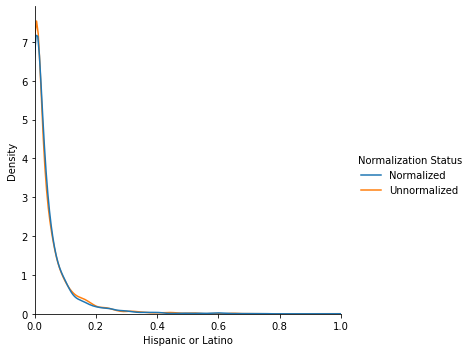 7
6
5
4
3
2
1
0
Density
0.0 0.2 0.4 0.6 0.8 1.0
Hispanic or Latino
Normalization Status
Normalized
Unnormalized